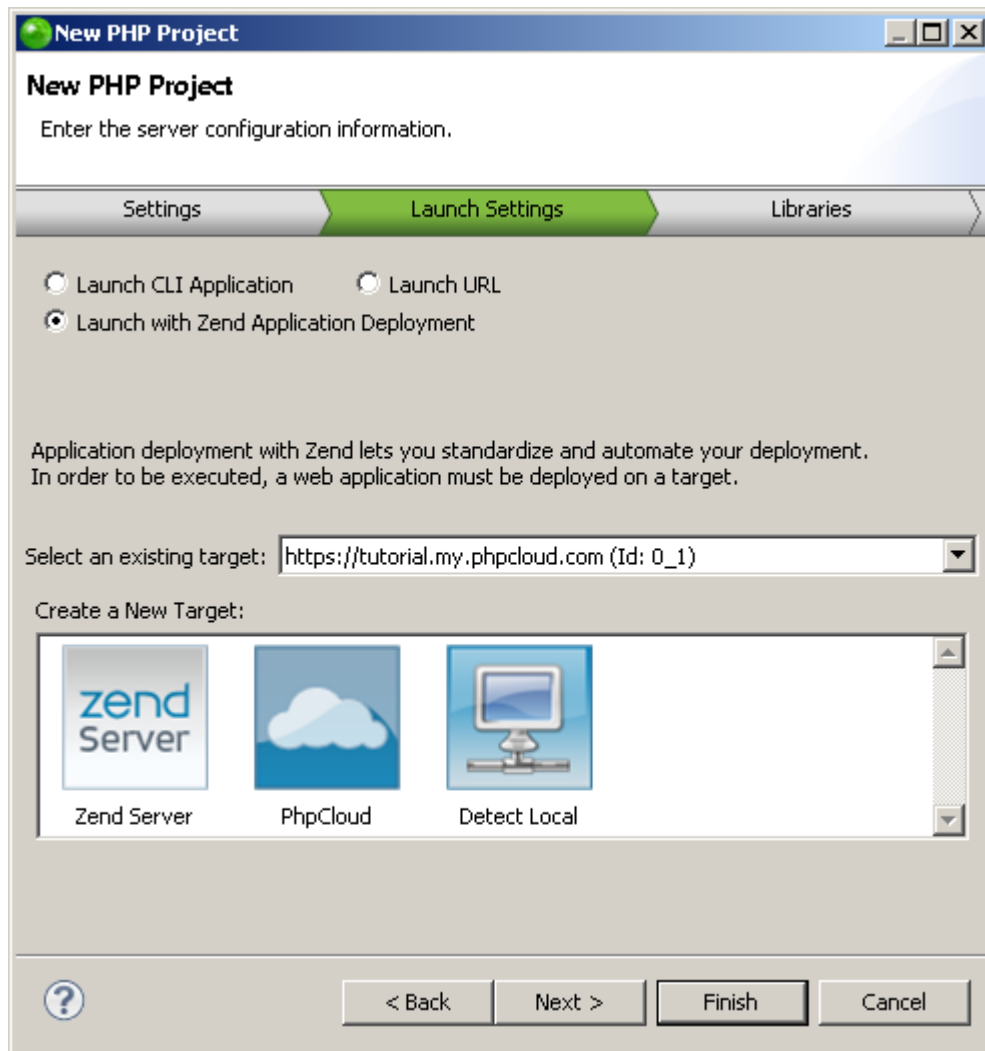 New PHP Project
New PHP Project
Enter the server configuration information.
Settings
Launch Settings
Libraries
Launch CLI Application
Launch URL
Launch with Zend Application Deployment
Application deployment with Zend lets you standardize and automate your deployment.
In order to be executed, a web application must be deployed on a target.
Select an existing target: https://tutorial.my.phpcloud.com (Id: 0_1)
Create a New Target:
zend
Server
Zend Server
PhpCloud
Detect Local
?
< Back
Next >
Finish
Cancel